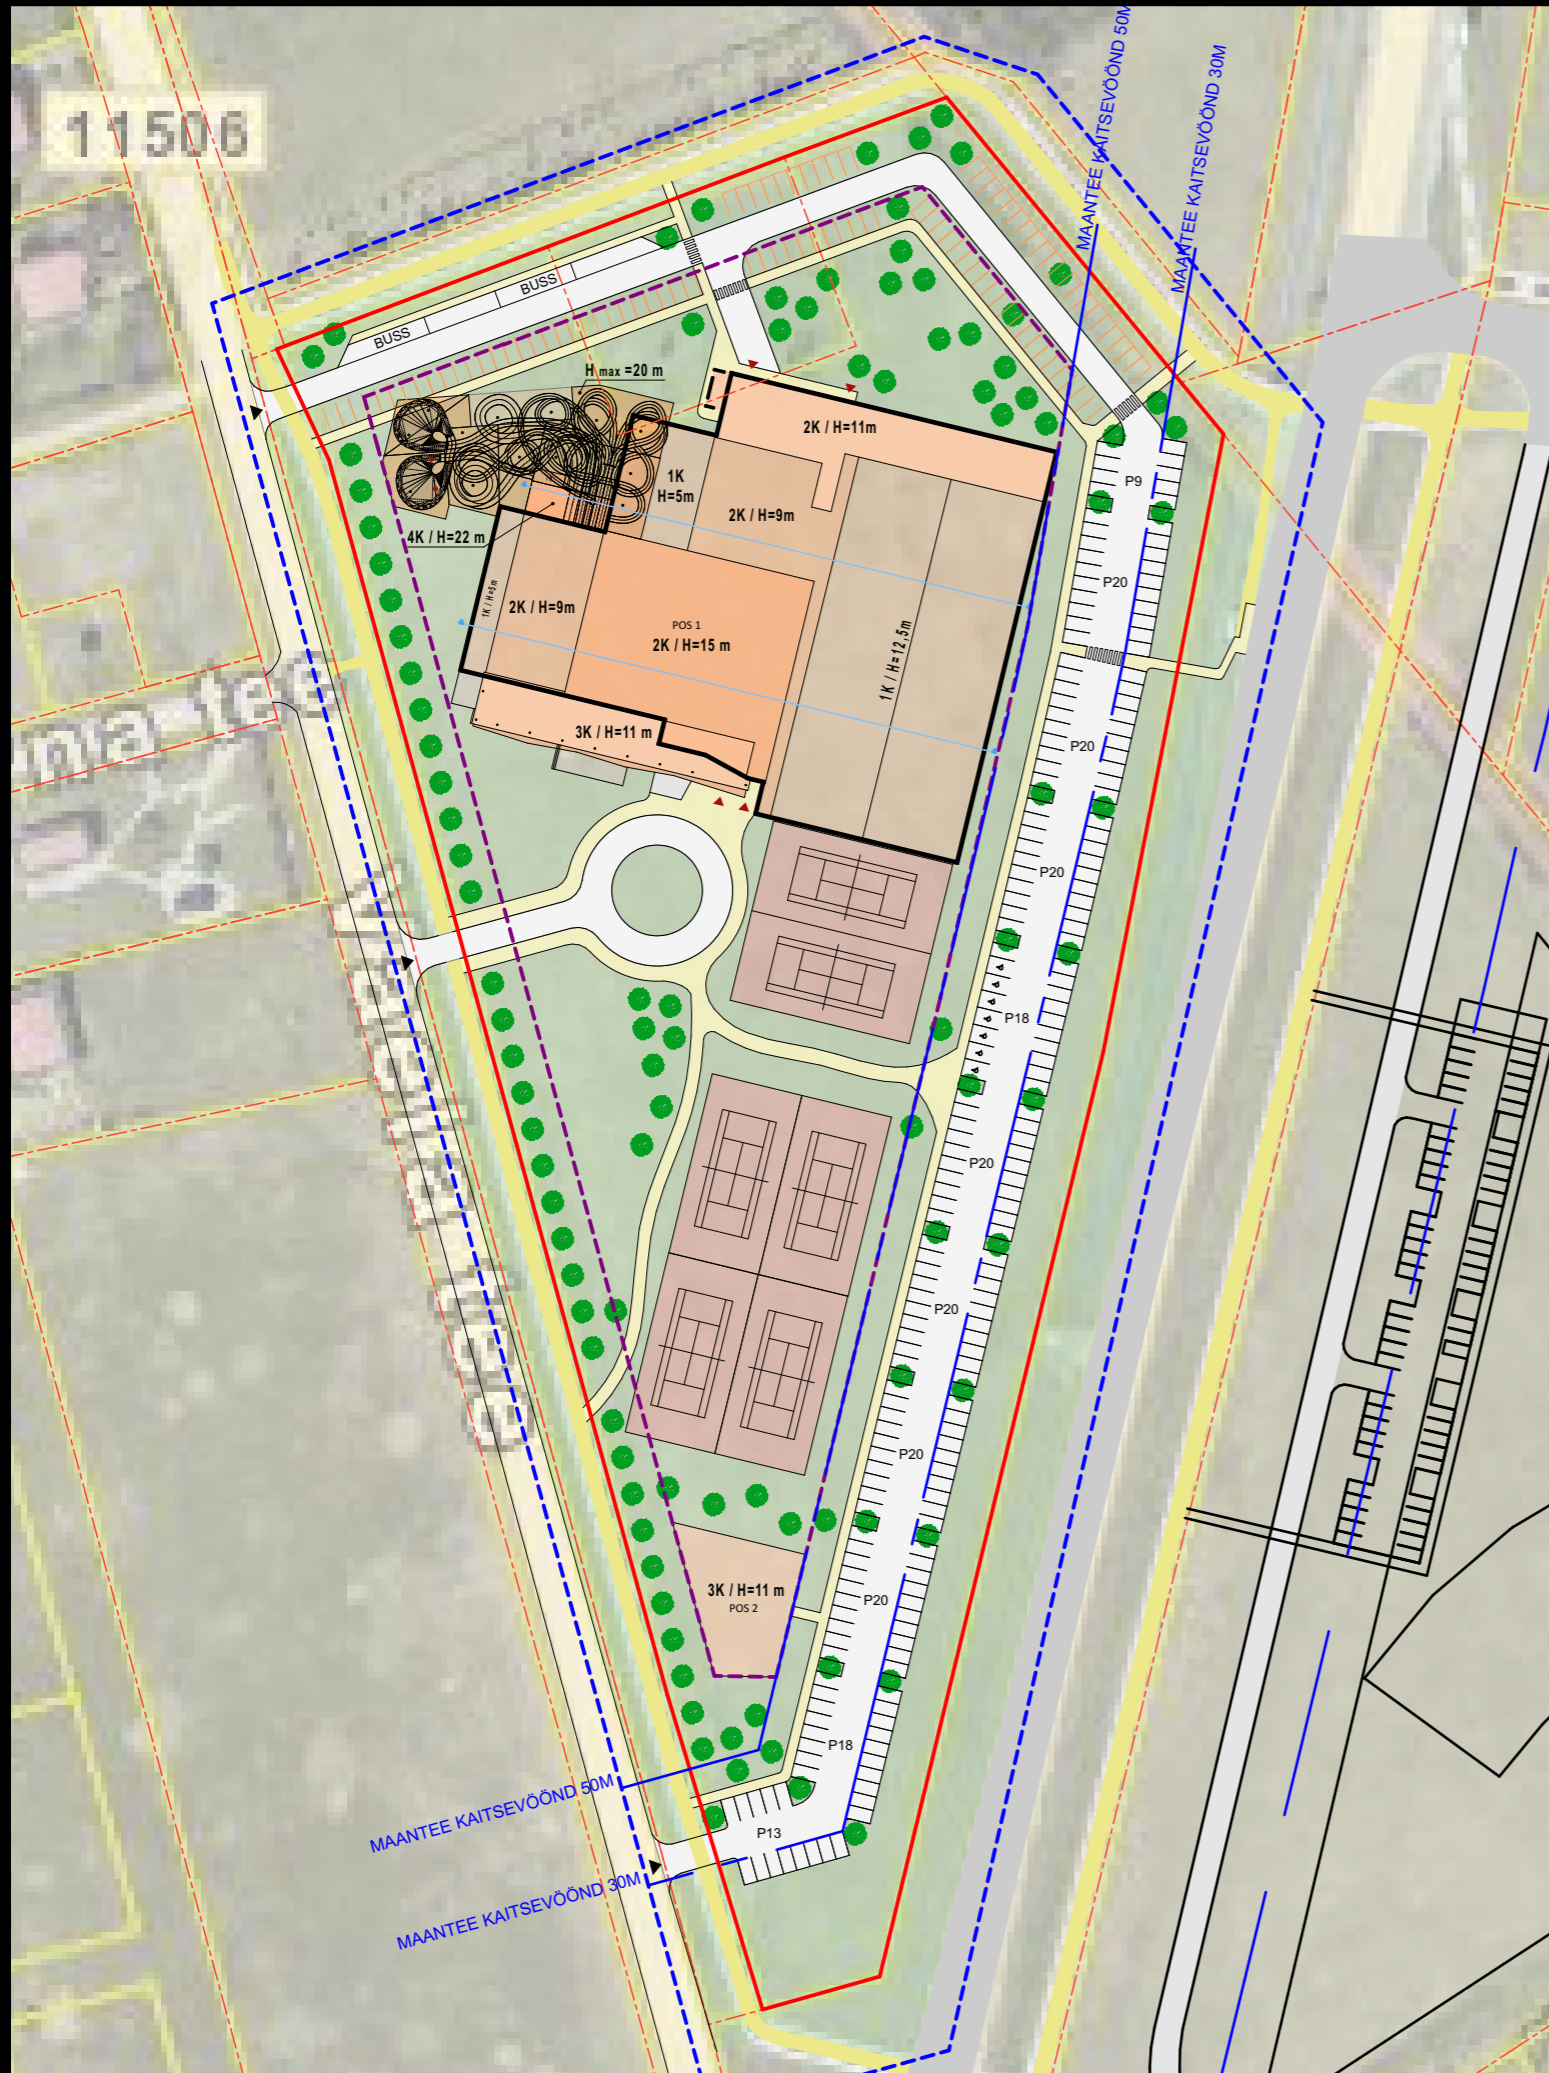 MAANTEE KAITSEVÖÖND 50M
MAANTEE KAITSEVÖÖND 30M
11506
BUSS
BUSS
H max =20 m
2K / H=11m
1K
H=5m
P9
2K / H=9m
4K / H=22 m
P20
1K / H=5m
2K / H=9m
POS 1
2K / H=15 m
1K / H=12,5m
3K / H=11 m
P20
P20
P18
P20
P20
P20
P20
3K / H=11 m
POS 2
P18
MAANTEE KAITSEVÖÖND 50M
P13
MAANTEE KAITSEVÖÖND 30M